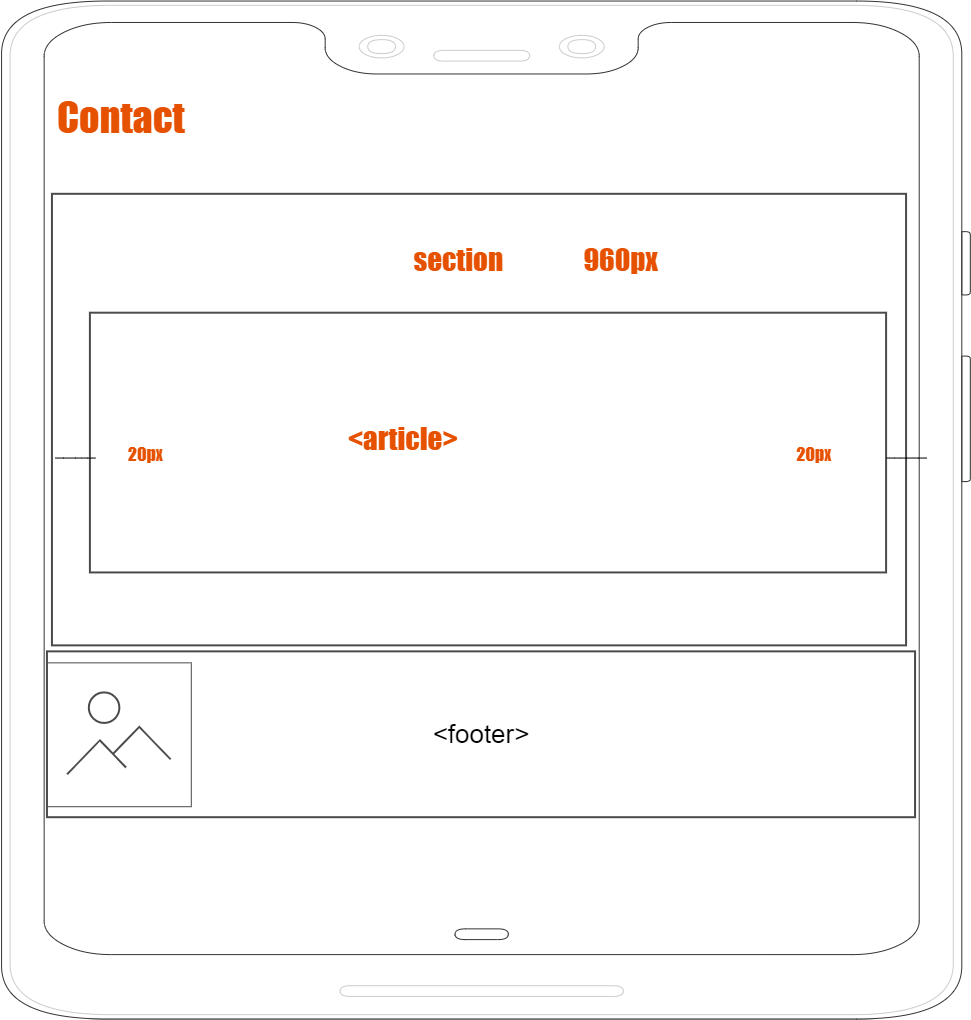 Contact
section 960px
<article>
20px 20px
<footer>